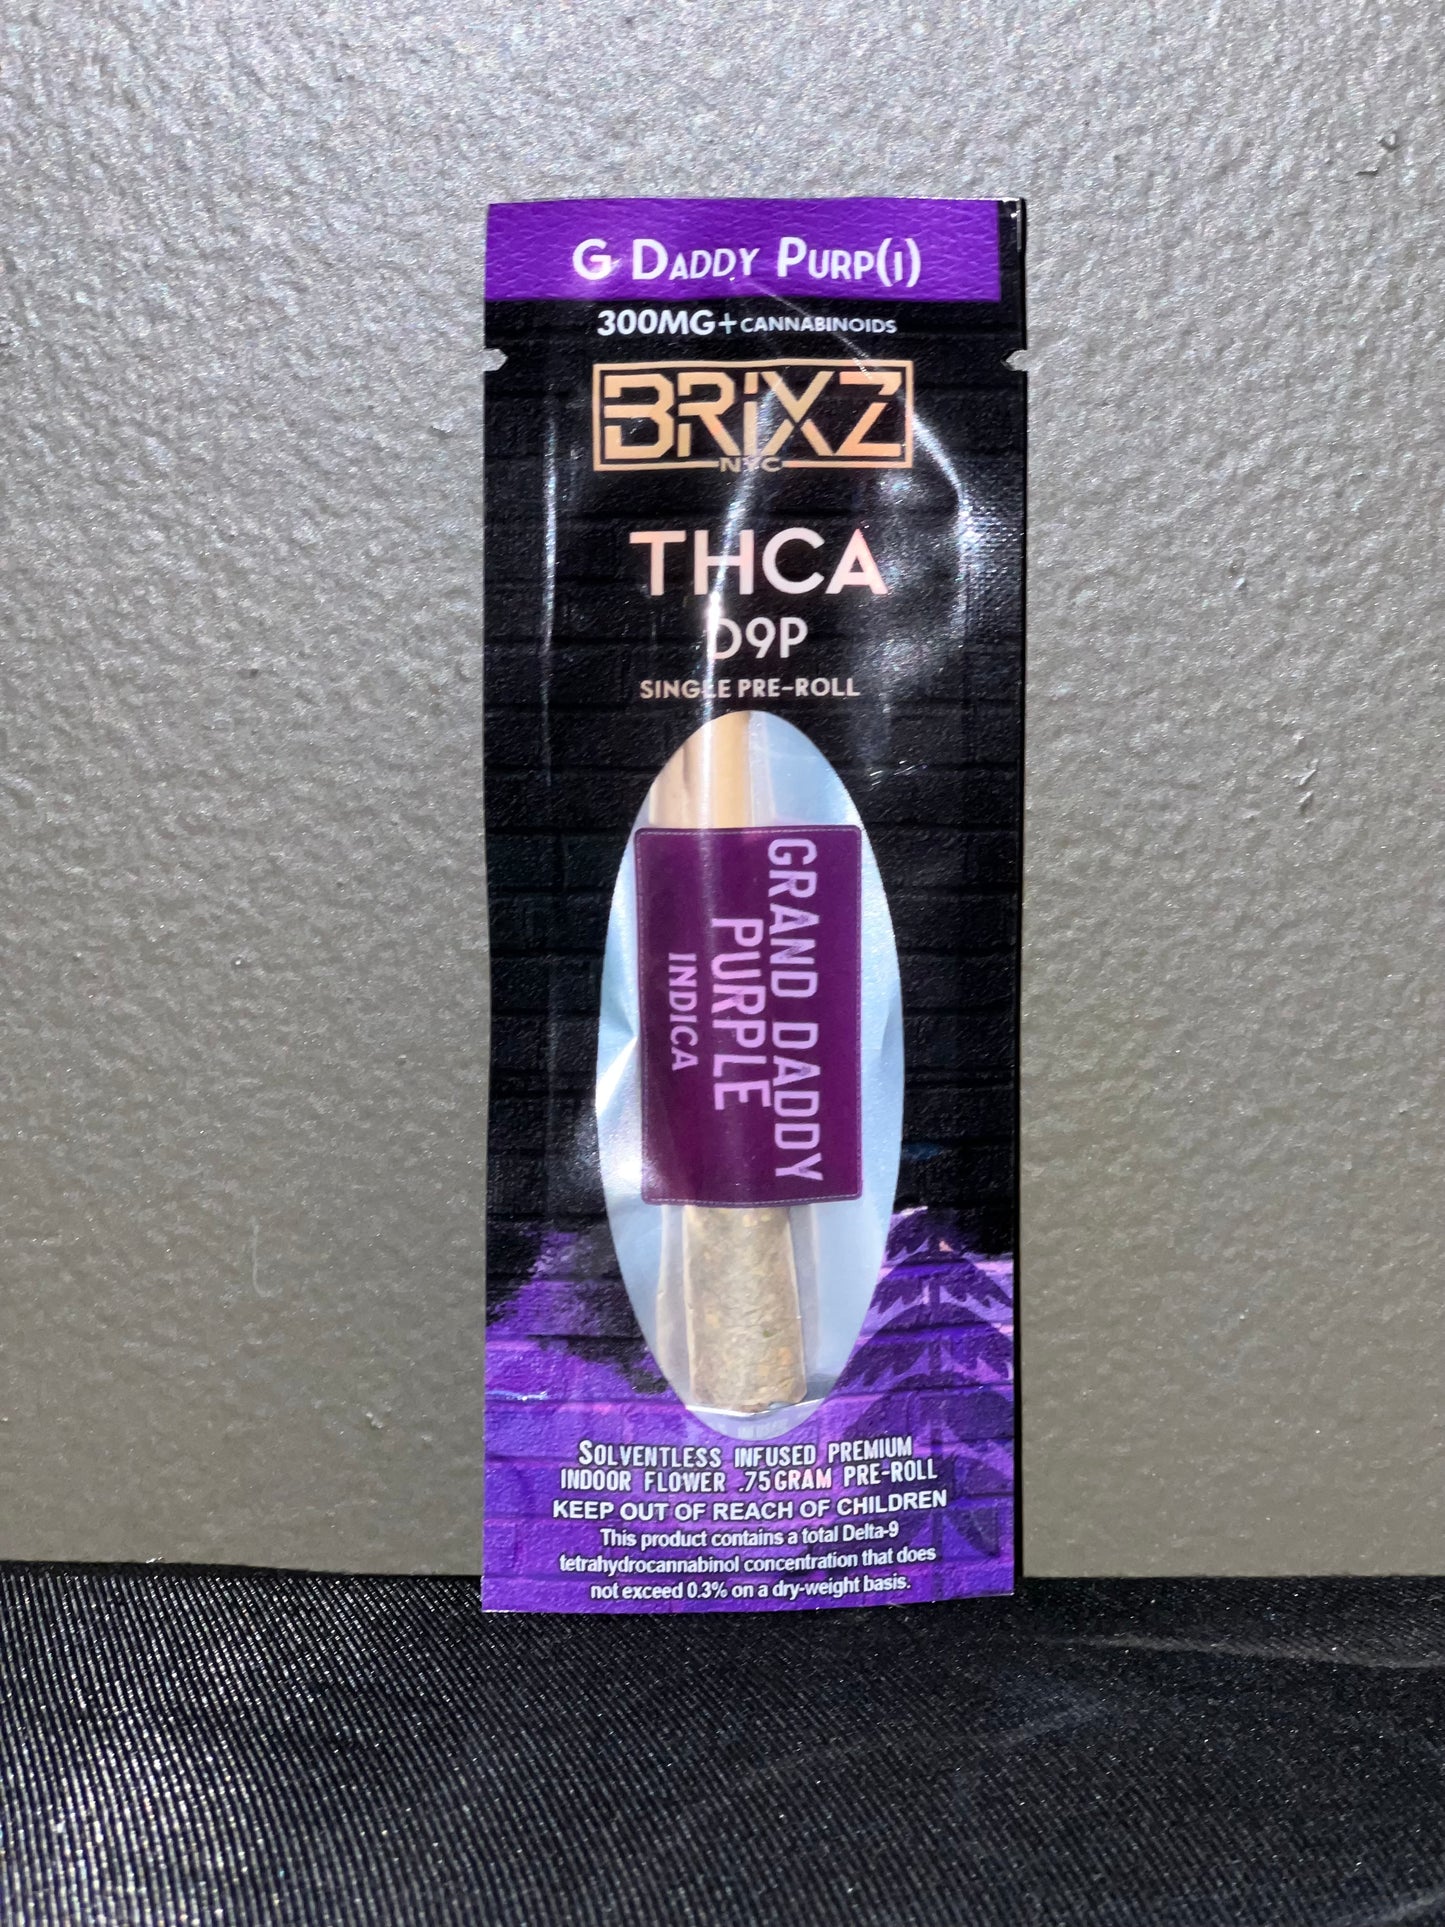 G DADDY PURP(I)
300MG+CANNABINOIDS
BRiXZ
NYC
THCA
D9P
SINGLE PRE-ROLL
GRAND DADDY
PURPLE
INDICA
SOLVENTLESS INFUSED PREMIUM
INDOOR FLOWER .75GRAM PRE-ROLL
KEEP OUT OF REACH OF CHILDREN
This product contains a total Delta-9
tetrahydrocannabinol concentration that does
not exceed 0.3% on a dry-weight basis.